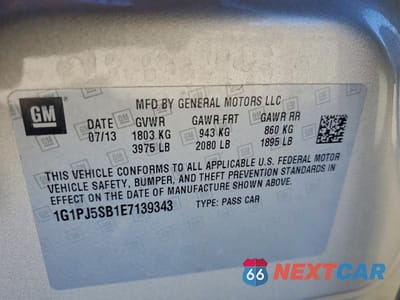 GM
MFD BY GENERAL MOTORS LLC
DATE GVWR GAWR FRT GAWR RR
07/13 1803 KG 943 KG 860 KG
3975 LB 2080 LB 1895 LB
THIS VEHICLE CONFORMS TO ALL APPLICABLE U.S. FEDERAL MOTOR
VEHICLE SAFETY, BUMPER, AND THEFT PREVENTION STANDARDS IN
EFFECT ON THE DATE OF MANUFACTURE SHOWN ABOVE.
1G1PJ5SB1E7139343 TYPE: PASS CAR
66 NEXTCAR